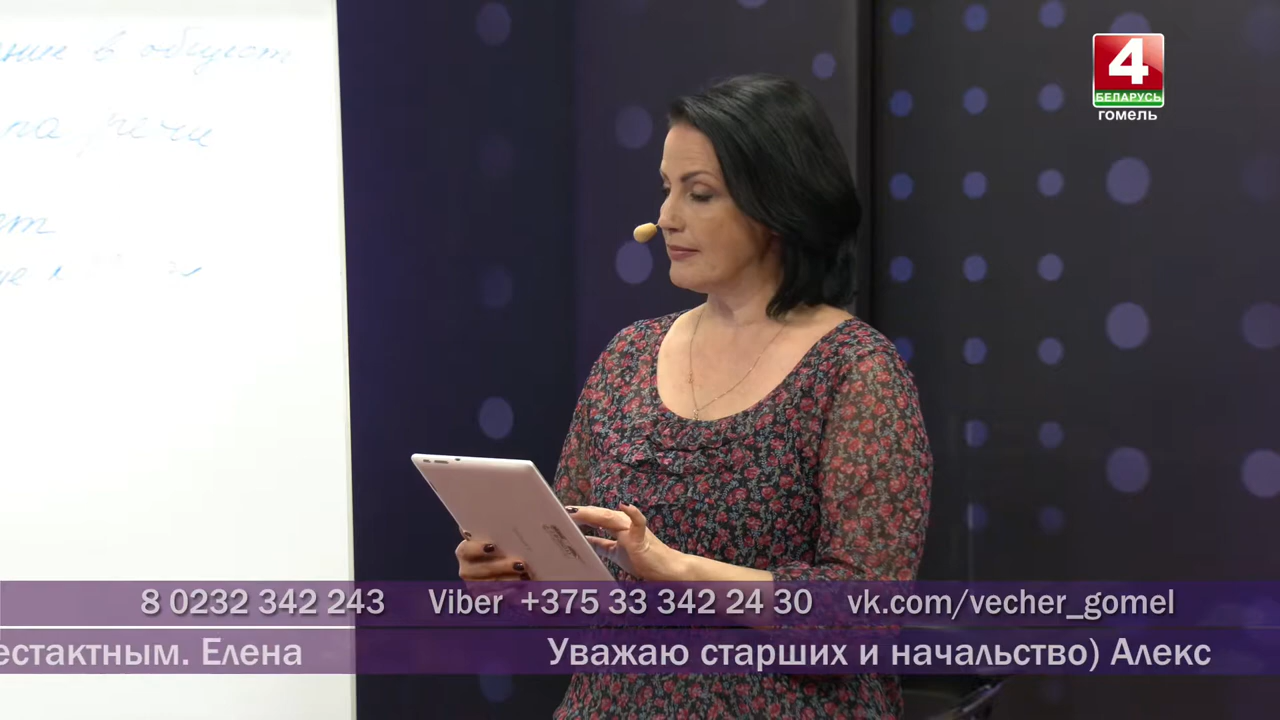 4
БЕЛАРУСЬ
ГОМЕЛЬ
в
8 0232 342 243 Viber +375 33 342 24 30 vk.com/vecher_gomel
естактным. Елена Уважаю старших и начальство) Алекс